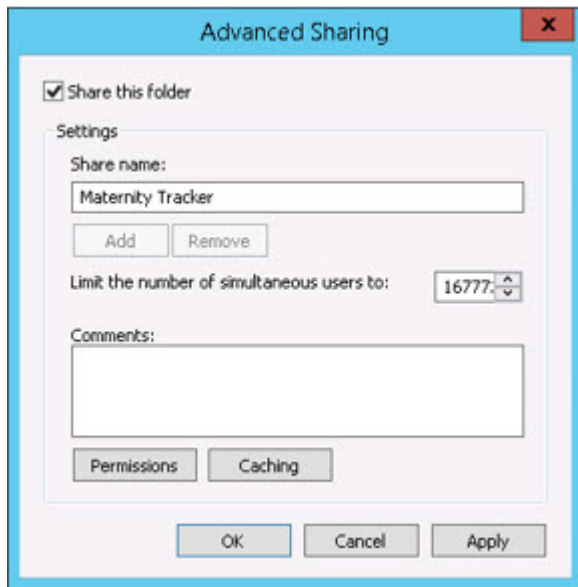 Advanced Sharing
x
Share this folder
Settings
Share name:
Maternity Tracker
Add Remove
Limit the number of simultaneous users to: 16777
Comments:
Permissions Caching
OK Cancel Apply